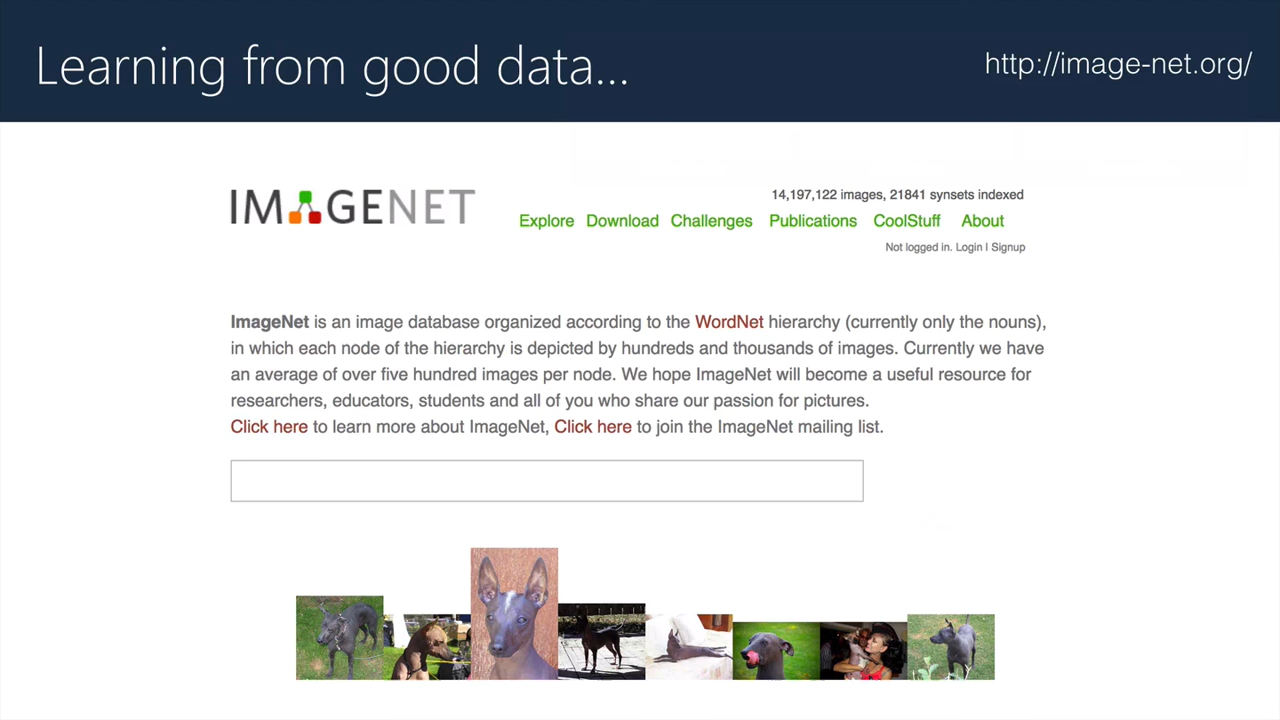 Learning from good data...
http://image-net.org/
IMAGENET
14,197,122 images, 21841 synsets indexed
Explore Download Challenges Publications CoolStuff About
Not logged in. Login I Signup
ImageNet is an image database organized according to the WordNet hierarchy (currently only the nouns),
in which each node of the hierarchy is depicted by hundreds and thousands of images. Currently we have
an average of over five hundred images per node. We hope ImageNet will become a useful resource for
researchers, educators, students and all of you who share our passion for pictures.
Click here to learn more about ImageNet, Click here to join the ImageNet mailing list.